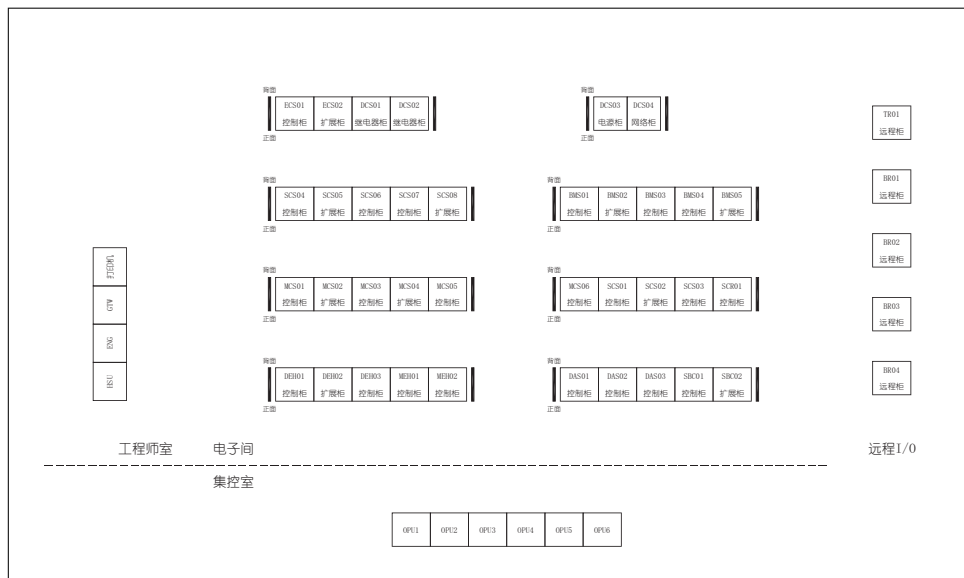 背面
背面
ECS01 ECS02 DCS01 DCS02
控制柜 扩展柜 继电器柜 继电器柜
正面
DCS03 DCS04
电源柜 网络柜
正面
TR01
远程柜
背面
SCS04 SCS05 SCS06 SCS07 SCS08
控制柜 扩展柜 控制柜 控制柜 扩展柜
正面
背面
BMS01 BMS02 BMS03 BMS04 BMS05
控制柜 扩展柜 控制柜 控制柜 扩展柜
正面
BR01
远程柜
BR02
远程柜
打印机
GTW
ENG
HSU
背面
MCS01 MCS02 MCS03 MCS04 MCS05
控制柜 扩展柜 控制柜 扩展柜 控制柜
正面
背面
MCS06 SCS01 SCS02 SCS03 SCR01
控制柜 控制柜 扩展柜 控制柜 控制柜
正面
BR03
远程柜
背面
DEH01 DEH02 DEH03 MEH01 MEH02
控制柜 扩展柜 控制柜 控制柜 控制柜
正面
背面
DAS01 DAS02 DAS03 SBC01 SBC02
控制柜 控制柜 控制柜 控制柜 扩展柜
正面
BR04
远程柜
工程师室 电子间 远程I/O
集控室
OPU1 OPU2 OPU3 OPU4 OPU5 OPU6